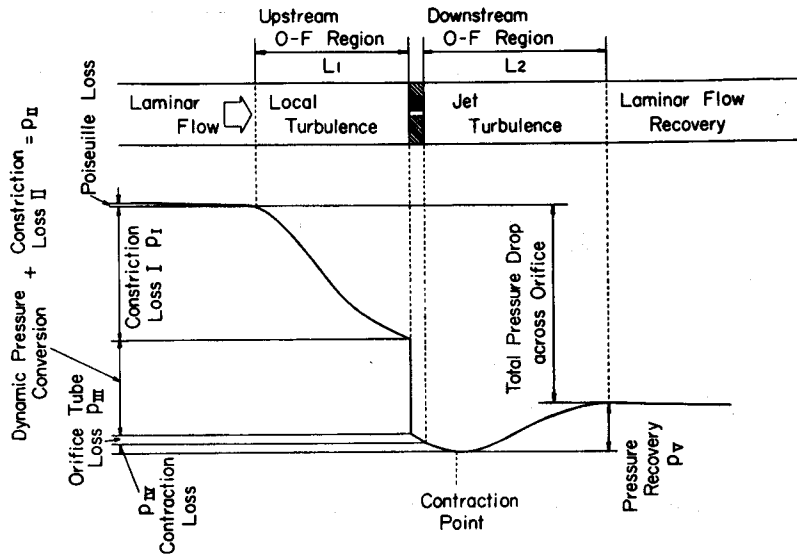 Upstream
O-F Region
L1
Downstream
O-F Region
L2
Laminar
Flow
Local
Turbulence
Jet
Turbulence
Laminar Flow
Recovery
Poiseuille Loss
Dynamic Pressure + Constriction = PII
Conversion Loss II
Constriction
Loss I PI
Orifice Tube PIII
Loss
PIV
Contraction
Loss
Total Pressure Drop
across Orifice
Contraction
Point
Pressure
Recovery PV